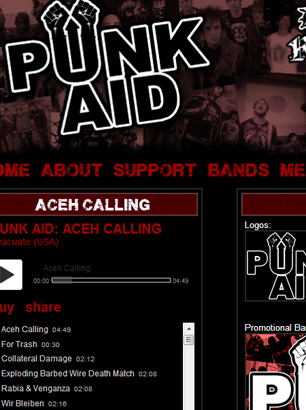 PUNK
AID
OME ABOUT SUPPORT BANDS ME
ACEH CALLING
UNK AID: ACEH CALLING
vacuate (USA)
Aceh Calling
00:00 04:49
uy share
Aceh Calling 04:49
For Trash 00:30
Collateral Damage 02:12
Exploding Barbed Wire Death Match 02:08
Rabia & Venganza 02:08
Wir Bleiben 02:16
Logos:
PUN
AID
Promotional Ba